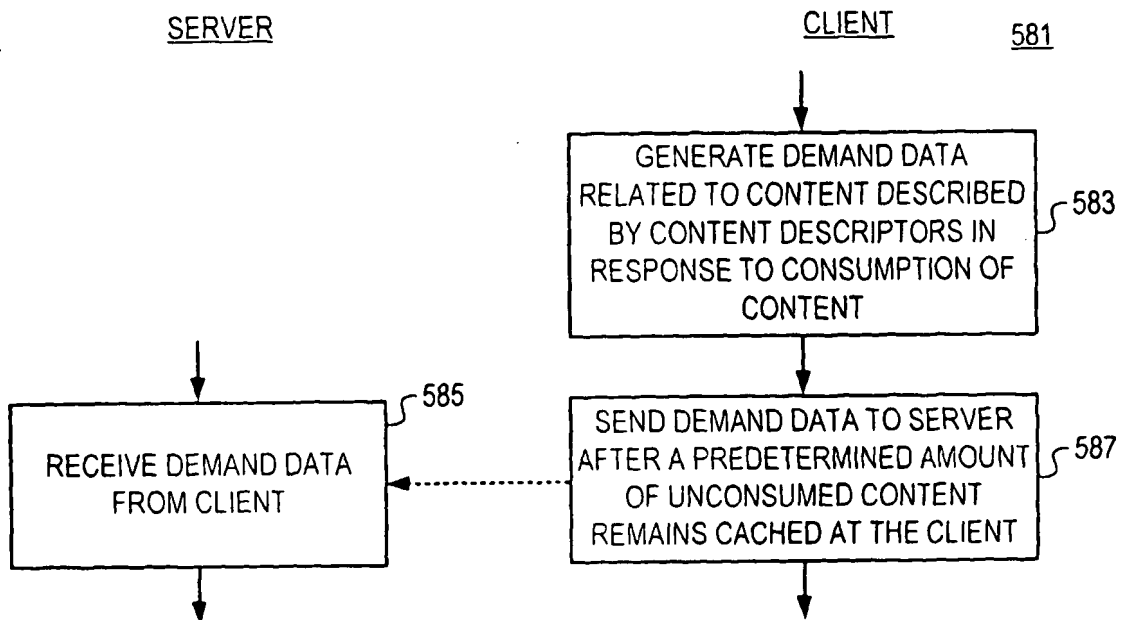 SERVER
CLIENT
581
GENERATE DEMAND DATA
RELATED TO CONTENT DESCRIBED
BY CONTENT DESCRIPTORS IN
RESPONSE TO CONSUMPTION OF
CONTENT
583
585
RECEIVE DEMAND DATA
FROM CLIENT
SEND DEMAND DATA TO SERVER
AFTER A PREDETERMINED AMOUNT
OF UNCONSUMED CONTENT
REMAINS CACHED AT THE CLIENT
587